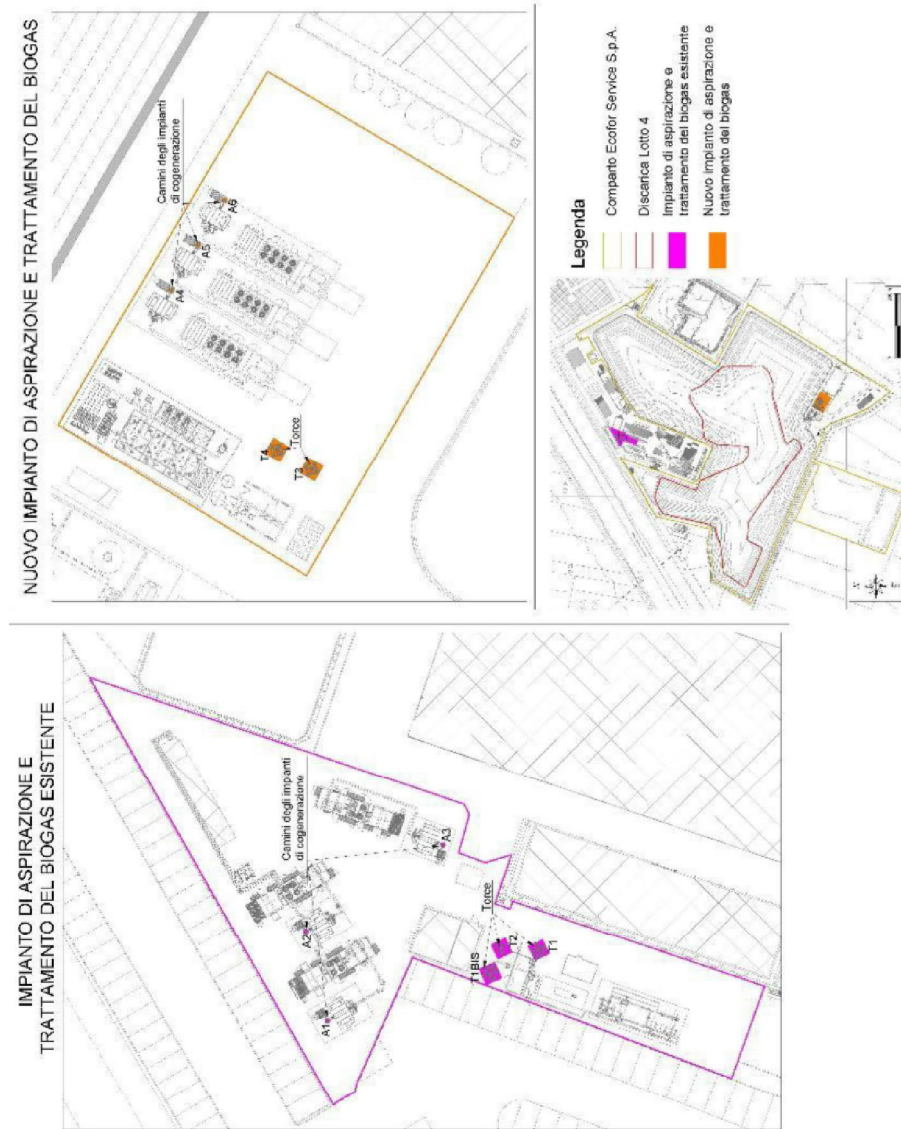 IMPIANTO DI ASPIRAZIONE E
TRATTAMENTO DEL BIOGAS ESISTENTE
Camini degli impianti
di cogenerazione
A1
A2
A3
Torce
T1BIS
T2
T1
NUOVO IMPIANTO DI ASPIRAZIONE E TRATTAMENTO DEL BIOGAS
Camini degli impianti
di cogenerazione
A4
A5
A6
T4
Torce
T3
Legenda
Comparto Ecofor Service S.p.A.
Discarica Lotto 4
Impianto di aspirazione e
trattamento del biogas esistente
Nuovo impianto di aspirazione e
trattamento del biogas